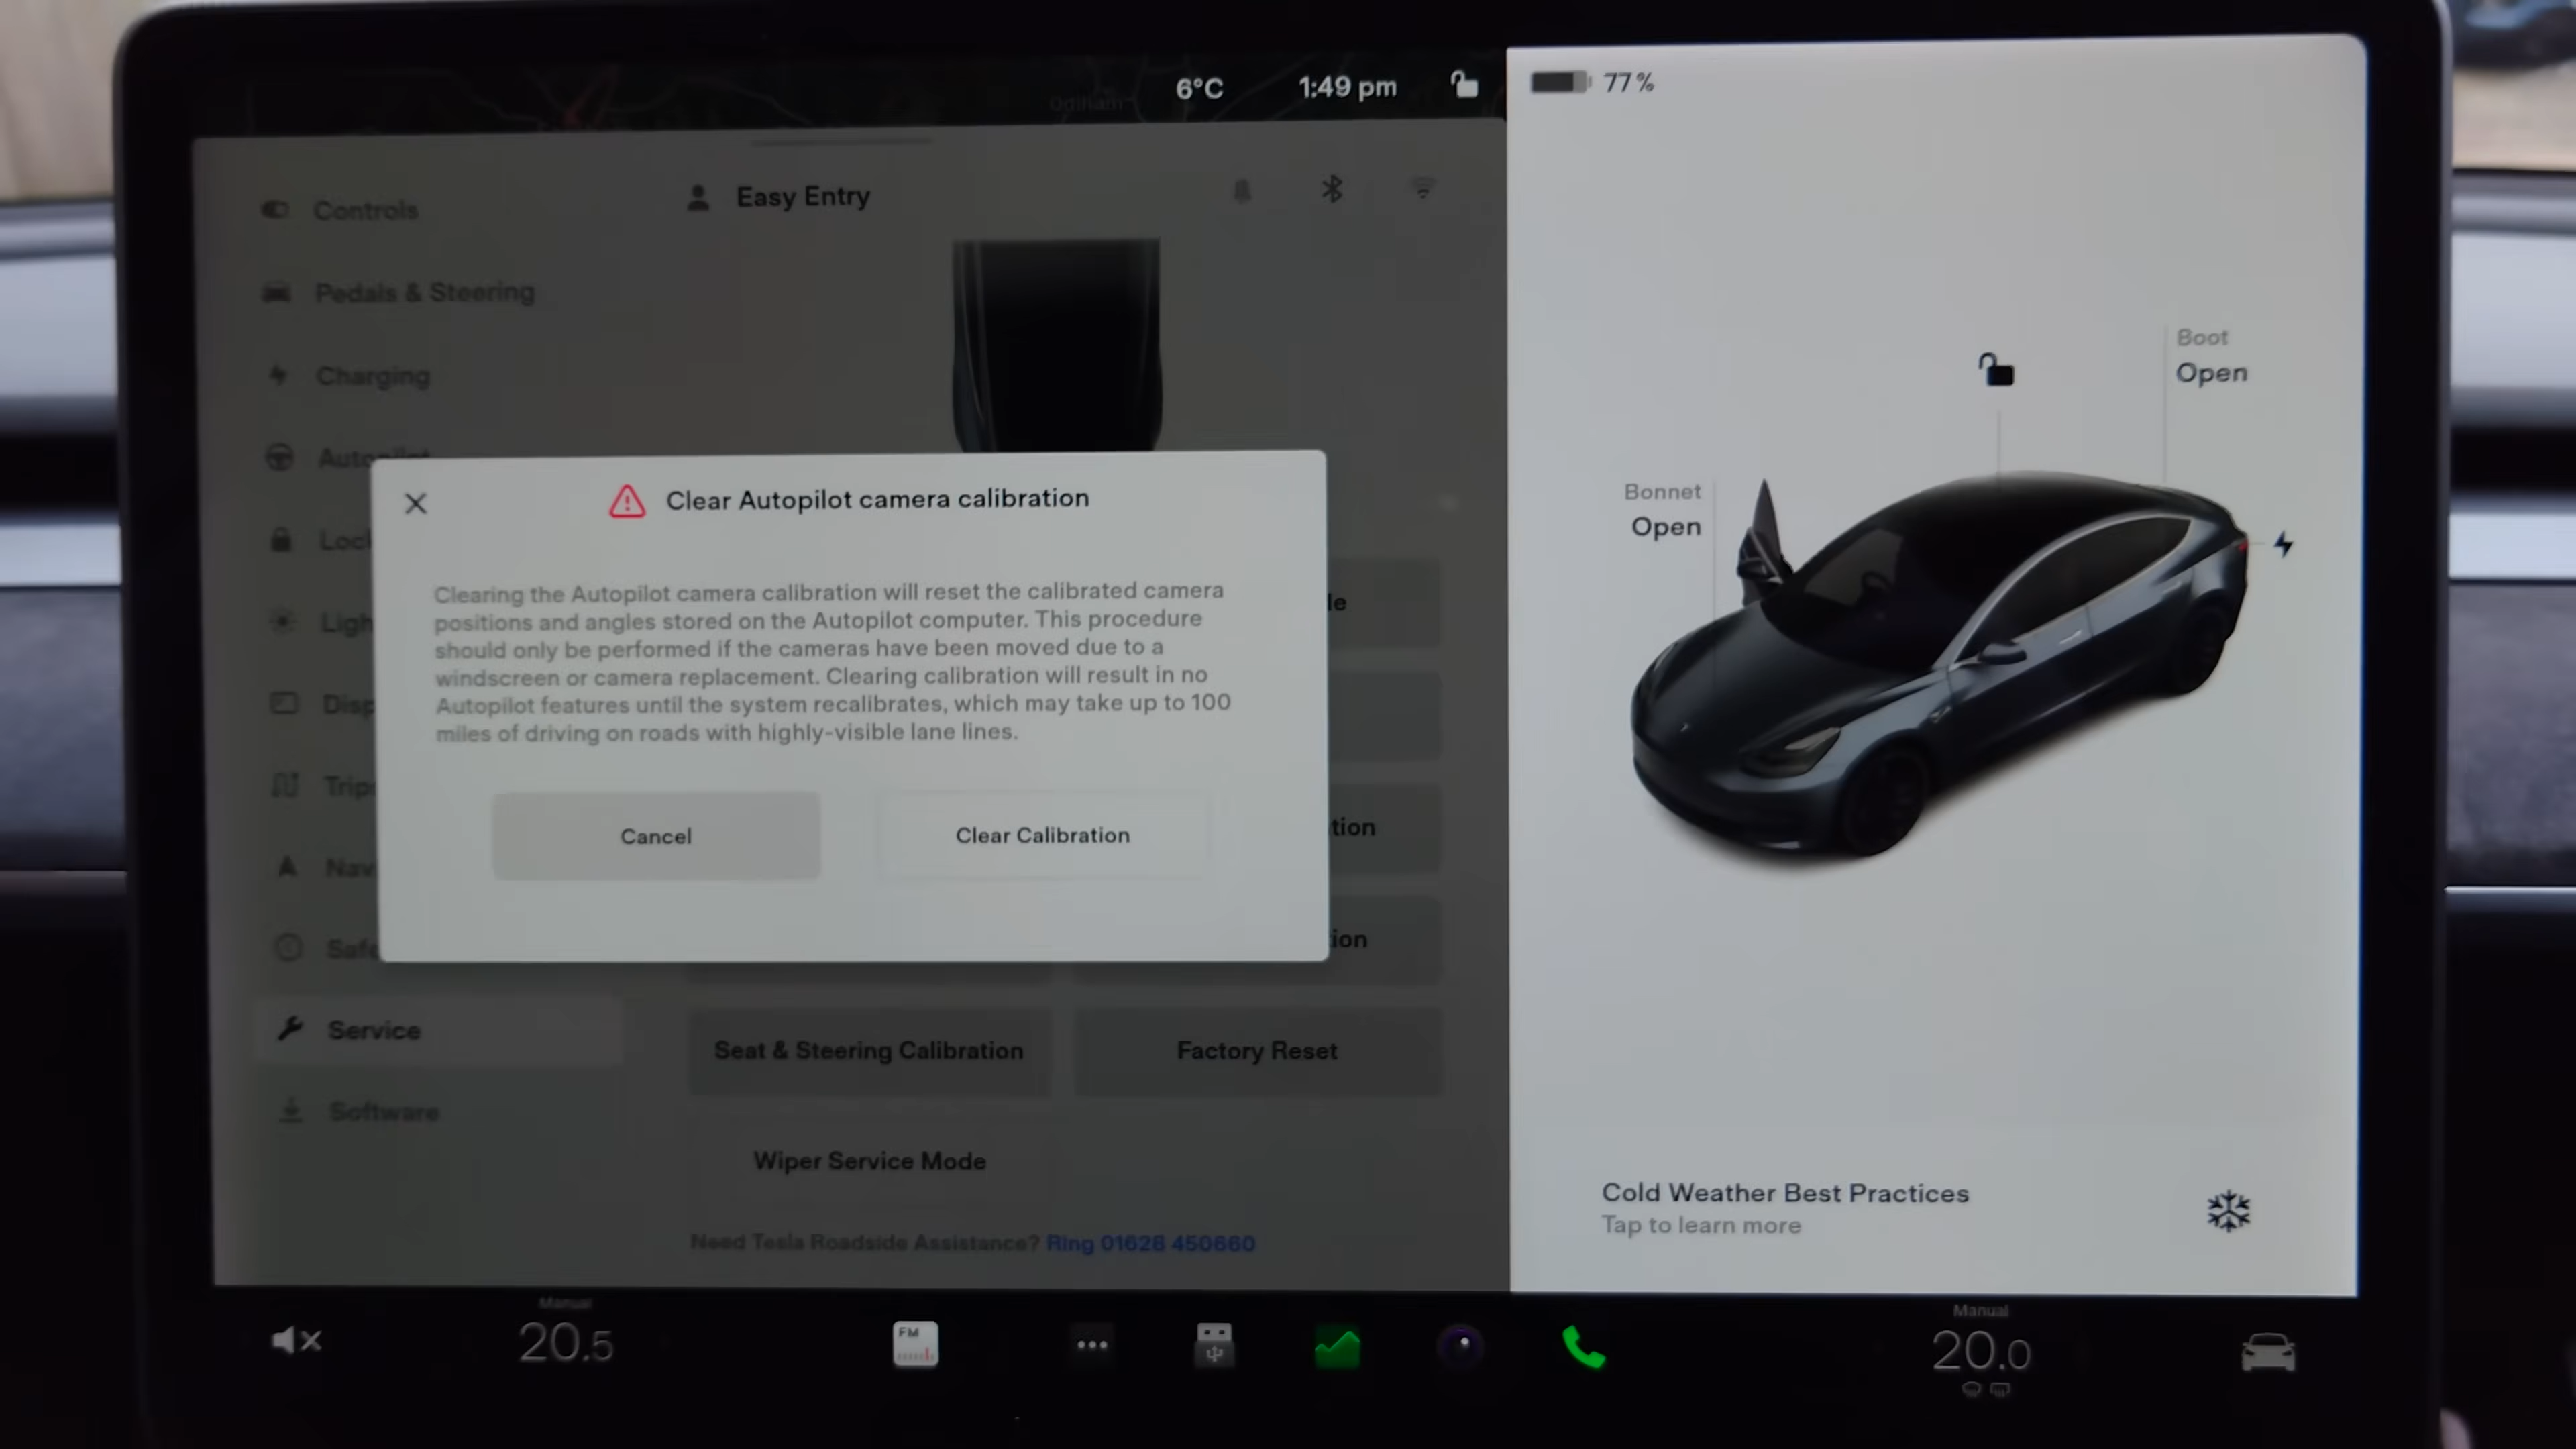 6°C
1:49 pm
77%
Odiham
Controls
Easy Entry
Pedals & Steering
Charging
Clear Autopilot camera calibration
Clearing the Autopilot camera calibration will reset the calibrated camera
positions and angles stored on the Autopilot computer. This procedure
should only be performed if the cameras have been moved due to a
windscreen or camera replacement. Clearing calibration will result in no
Autopilot features until the system recalibrates, which may take up to 100
miles of driving on roads with highly-visible lane lines.
Cancel
Clear Calibration
Service
Seat & Steering Calibration
Factory Reset
Software
Wiper Service Mode
Need Tesla Roadside Assistance? Ring 01628 450660
Boot
Open
Bonnet
Open
Cold Weather Best Practices
Tap to learn more
Manual
20.5
FM
Manual
20.0